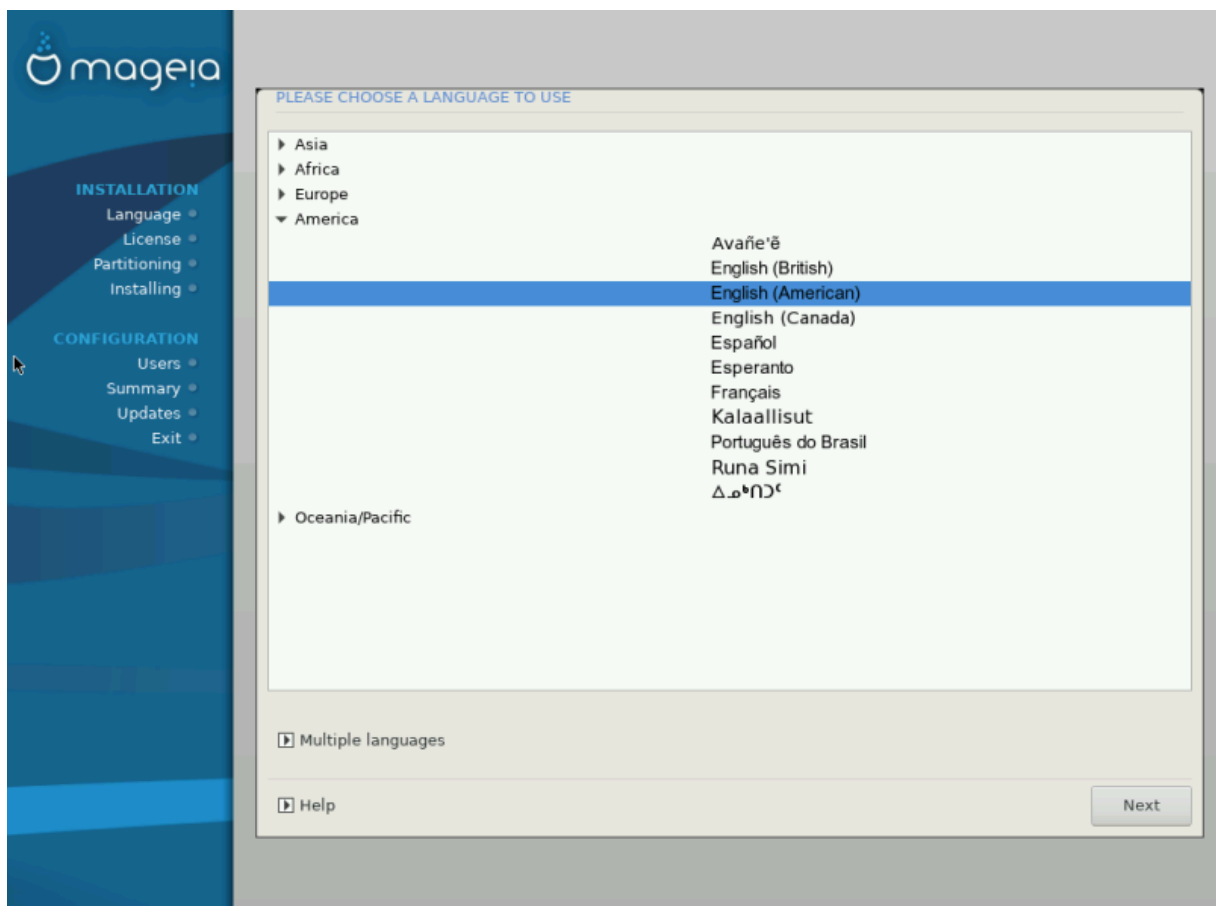 mageia
INSTALLATION
Language
License
Partitioning
Installing
CONFIGURATION
Users
Summary
Updates
Exit
PLEASE CHOOSE A LANGUAGE TO USE
Asia
Africa
Europe
America
Avañe'ẽ
English (British)
English (American)
English (Canada)
Español
Esperanto
Français
Kalaallisut
Português do Brasil
Runa Simi
ᐃᓄᒃᑎᑐᑦ
Oceania/Pacific
Multiple languages
Help
Next